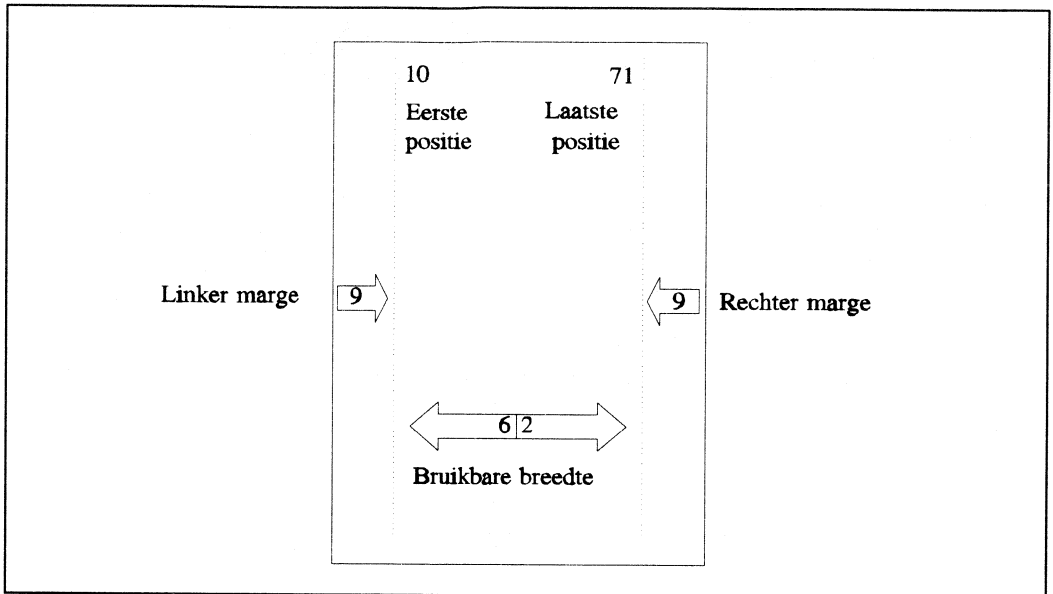 10 71
Eerste Laatste
positie positie
Linker marge 9 9 Rechter marge
6 2
Bruikbare breedte